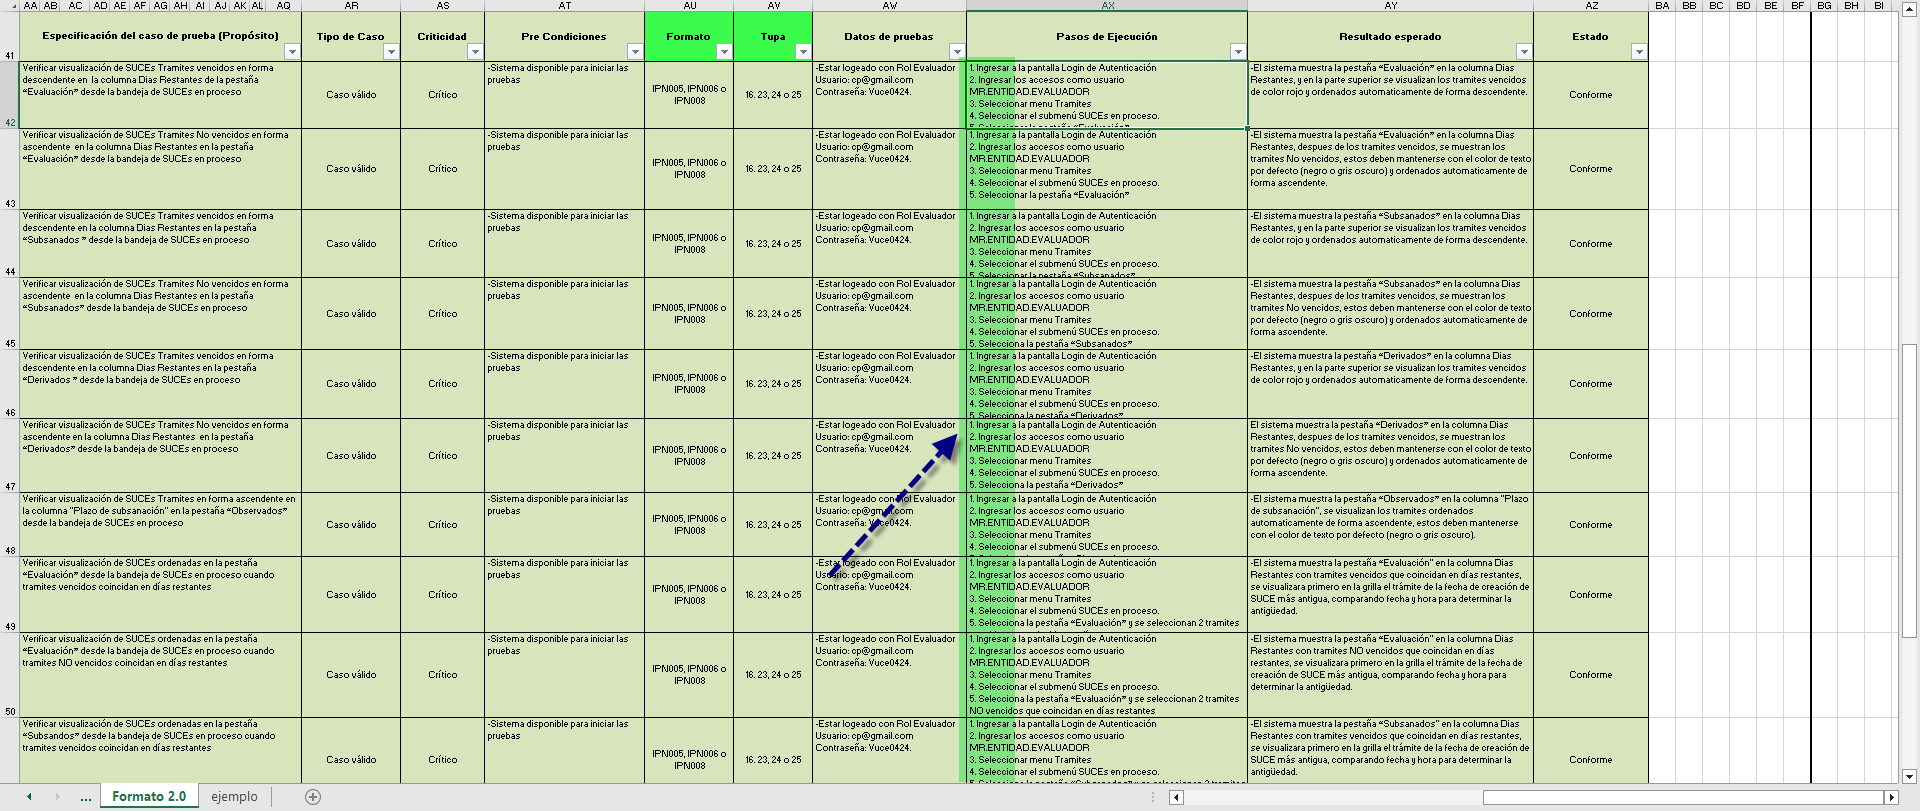 AA AB AC AD AE AF AG AH AI AJ AK AL AQ AR AS AT AU AV AW AX AY AZ BA BB BC BD BE BF BG BH BI
41 Especificación del caso de prueba (Propósito) Tipo de Caso Criticidad Pre Condiciones Formato Tupa Datos de pruebas Pasos de Ejecución Resultado esperado Estado
42
Verificar visualización de SUCEs Tramites vencidos en forma
descendente en la columna Dias Restantes de la pestaña
“Evaluación” desde la bandeja de SUCEs en proceso
Caso válido
Crítico
-Sistema disponible para iniciar las
pruebas
IPN005, IPN006 o
IPN008
16. 23, 24 o 25
-Estar logeado con Rol Evaluador
Usuario: cp@gmail.com
Contraseña: Vuce0424.
1. Ingresar a la pantalla Login de Autenticación
2. Ingresar los accesos como usuario
MR.ENTIDAD.EVALUADOR
3. Seleccionar menu Tramites
4. Seleccionar el submenú SUCEs en proceso.
-El sistema muestra la pestaña “Evaluación” en la columna Dias
Restantes, y en la parte superior se visualizan los tramites vencidos
de color rojo y ordenados automaticamente de forma descendente.
Conforme
43
Verificar visualización de SUCEs Tramites No vencidos en forma
ascendente en la columna Dias Restantes en la pestaña
“Evaluación” desde la bandeja de SUCEs en proceso
Caso válido
Crítico
-Sistema disponible para iniciar las
pruebas
IPN005, IPN006 o
IPN008
16. 23, 24 o 25
-Estar logeado con Rol Evaluador
Usuario: cp@gmail.com
Contraseña: Vuce0424.
1. Ingresar a la pantalla Login de Autenticación
2. Ingresar los accesos como usuario
MR.ENTIDAD.EVALUADOR
3. Seleccionar menu Tramites
4. Seleccionar el submenú SUCEs en proceso.
5. Seleccionar la pestaña “Evaluación”
-El sistema muestra la pestaña “Evaluación” en la columna Dias
Restantes, despues de los tramites vencidos, se muestran los
tramites No vencidos, estos deben mantenerse con el color de texto
por defecto (negro o gris oscuro) y ordenados automaticamente de
forma ascendente.
Conforme
44
Verificar visualización de SUCEs Tramites vencidos en forma
descendente en la columna Dias Restantes en la pestaña
“Subsanados ” desde la bandeja de SUCEs en proceso
Caso válido
Crítico
-Sistema disponible para iniciar las
pruebas
IPN005, IPN006 o
IPN008
16. 23, 24 o 25
-Estar logeado con Rol Evaluador
Usuario: cp@gmail.com
Contraseña: Vuce0424.
1. Ingresar a la pantalla Login de Autenticación
2. Ingresar los accesos como usuario
MR.ENTIDAD.EVALUADOR
3. Seleccionar menu Tramites
4. Seleccionar el submenú SUCEs en proceso.
5. Seleccionar la pestaña “Subsanados”
-El sistema muestra la pestaña “Subsanados” en la columna Dias
Restantes, y en la parte superior se visualizan los tramites vencidos
de color rojo y ordenados automaticamente de forma descendente.
Conforme
45
Verificar visualización de SUCEs Tramites No vencidos en forma
ascendente en la columna Dias Restantes en la pestaña
“Subsanados” desde la bandeja de SUCEs en proceso
Caso válido
Crítico
-Sistema disponible para iniciar las
pruebas
IPN005, IPN006 o
IPN008
16. 23, 24 o 25
-Estar logeado con Rol Evaluador
Usuario: cp@gmail.com
Contraseña: Vuce0424.
1. Ingresar a la pantalla Login de Autenticación
2. Ingresar los accesos como usuario
MR.ENTIDAD.EVALUADOR
3. Seleccionar menu Tramites
4. Seleccionar el submenú SUCEs en proceso.
5. Selecciona la pestaña “Subsanados”
-El sistema muestra la pestaña “Subsanados” en la columna Dias
Restantes, despues de los tramites vencidos, se muestran los
tramites No vencidos, estos deben mantenerse con el color de texto
por defecto (negro o gris oscuro) y ordenados automaticamente de
forma ascendente.
Conforme
46
Verificar visualización de SUCEs Tramites vencidos en forma
descendente en la columna Dias Restantes en la pestaña
“Derivados ” desde la bandeja de SUCEs en proceso
Caso válido
Crítico
-Sistema disponible para iniciar las
pruebas
IPN005, IPN006 o
IPN008
16. 23, 24 o 25
-Estar logeado con Rol Evaluador
Usuario: cp@gmail.com
Contraseña: Vuce0424.
1. Ingresar a la pantalla Login de Autenticación
2. Ingresar los accesos como usuario
MR.ENTIDAD.EVALUADOR
3. Seleccionar menu Tramites
4. Seleccionar el submenú SUCEs en proceso.
5. Selecciona la pestaña “Derivados”
-El sistema muestra la pestaña “Derivados” en la columna Dias
Restantes, y en la parte superior se visualizan los tramites vencidos
de color rojo y ordenados automaticamente de forma descendente.
Conforme
47
Verificar visualización de SUCEs Tramites No vencidos en forma
ascendente en la columna Dias Restantes en la pestaña
“Derivados” desde la bandeja de SUCEs en proceso
Caso válido
Crítico
-Sistema disponible para iniciar las
pruebas
IPN005, IPN006 o
IPN008
16. 23, 24 o 25
-Estar logeado con Rol Evaluador
Usuario: cp@gmail.com
Contraseña: Vuce0424.
1. Ingresar a la pantalla Login de Autenticación
2. Ingresar los accesos como usuario
MR.ENTIDAD.EVALUADOR
3. Seleccionar menu Tramites
4. Seleccionar el submenú SUCEs en proceso.
5. Selecciona la pestaña “Derivados”
El sistema muestra la pestaña “Derivados” en la columna Dias
Restantes, despues de los tramites vencidos, se muestran los
tramites No vencidos, estos deben mantenerse con el color de texto
por defecto (negro o gris oscuro) y ordenados automaticamente de
forma ascendente.
Conforme
48
Verificar visualización de SUCEs Tramites en forma ascendente en
la columna "Plazo de subsanación" en la pestaña “Observados”
desde la bandeja de SUCEs en proceso
Caso válido
Crítico
-Sistema disponible para iniciar las
pruebas
IPN005, IPN006 o
IPN008
16. 23, 24 o 25
-Estar logeado con Rol Evaluador
Usuario: cp@gmail.com
Contraseña: Vuce0424.
1. Ingresar a la pantalla Login de Autenticación
2. Ingresar los accesos como usuario
MR.ENTIDAD.EVALUADOR
3. Seleccionar menu Tramites
4. Seleccionar el submenú SUCEs en proceso.
-El sistema muestra la pestaña “Observados” en la columna "Plazo
de subsanación", se visualizan los tramites ordenados
automaticamente de forma ascendente, estos deben mantenerse
con el color de texto por defecto (negro o gris oscuro).
Conforme
49
Verificar visualización de SUCEs ordenadas en la pestaña
“Evaluación” desde la bandeja de SUCEs en proceso cuando
tramites vencidos coincidan en días restantes
Caso válido
Crítico
-Sistema disponible para iniciar las
pruebas
IPN005, IPN006 o
IPN008
16. 23, 24 o 25
-Estar logeado con Rol Evaluador
Usuario: cp@gmail.com
Contraseña: Vuce0424.
1. Ingresar a la pantalla Login de Autenticación
2. Ingresar los accesos como usuario
MR.ENTIDAD.EVALUADOR
3. Seleccionar menu Tramites
4. Seleccionar el submenú SUCEs en proceso.
5. Selecciona la pestaña “Evaluación” y se seleccionan 2 tramites
-El sistema muestra la pestaña “Evaluación” en la columna Dias
Restantes con tramites vencidos que coincidan en días restantes,
se visualizara primero en la grilla el trámite de la fecha de creación de
SUCE más antigua, comparando fecha y hora para determinar la
antigüedad.
Conforme
50
Verificar visualización de SUCEs ordenadas en la pestaña
“Evaluación” desde la bandeja de SUCEs en proceso cuando
tramites NO vencidos coincidan en días restantes
Caso válido
Crítico
-Sistema disponible para iniciar las
pruebas
IPN005, IPN006 o
IPN008
16. 23, 24 o 25
-Estar logeado con Rol Evaluador
Usuario: cp@gmail.com
Contraseña: Vuce0424.
1. Ingresar a la pantalla Login de Autenticación
2. Ingresar los accesos como usuario
MR.ENTIDAD.EVALUADOR
3. Seleccionar menu Tramites
4. Seleccionar el submenú SUCEs en proceso.
5. Selecciona la pestaña “Evaluación” y se seleccionan 2 tramites
NO vencidos que coincidan en días restantes
-El sistema muestra la pestaña “Evaluación” en la columna Dias
Restantes con tramites NO vencidos que coincidan en días
restantes, se visualizara primero en la grilla el trámite de la fecha de
creación de SUCE más antigua, comparando fecha y hora para
determinar la antigüedad.
Conforme
Verificar visualización de SUCEs ordenadas en la pestaña
“Subsandos” desde la bandeja de SUCEs en proceso cuando
tramites vencidos coincidan en días restantes
Caso válido
Crítico
-Sistema disponible para iniciar las
pruebas
IPN005, IPN006 o
IPN008
16. 23, 24 o 25
-Estar logeado con Rol Evaluador
Usuario: cp@gmail.com
Contraseña: Vuce0424.
1. Ingresar a la pantalla Login de Autenticación
2. Ingresar los accesos como usuario
MR.ENTIDAD.EVALUADOR
3. Seleccionar menu Tramites
4. Seleccionar el submenú SUCEs en proceso.
-El sistema muestra la pestaña “Subsanados” en la columna Dias
Restantes con tramites vencidos que coincidan en días restantes,
se visualizara primero en la grilla el trámite de la fecha de creación de
SUCE más antigua, comparando fecha y hora para determinar la
antigüedad.
Conforme
... Formato 2.0 ejemplo